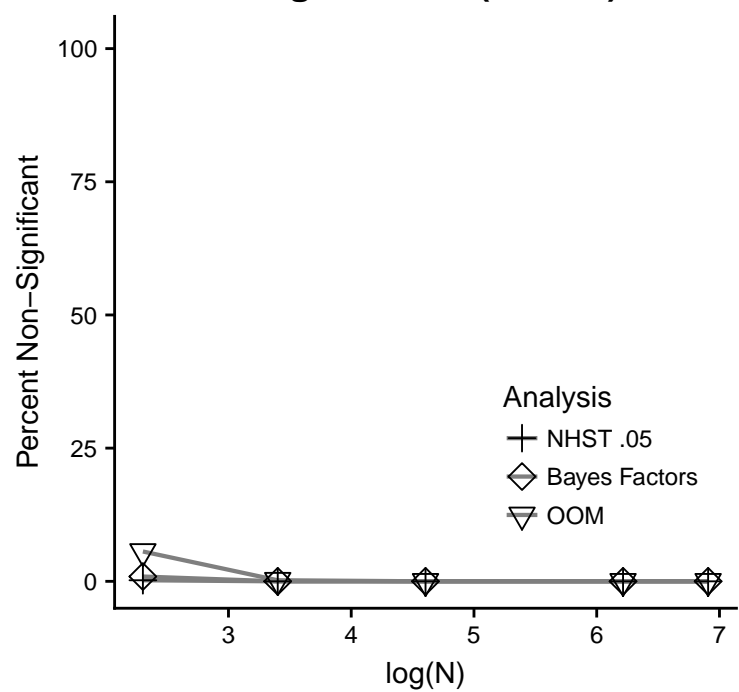 100
75
50
25
0
Percent Non−Significant
Analysis
NHST .05
Bayes Factors
OOM
3 4 5 6 7
log(N)